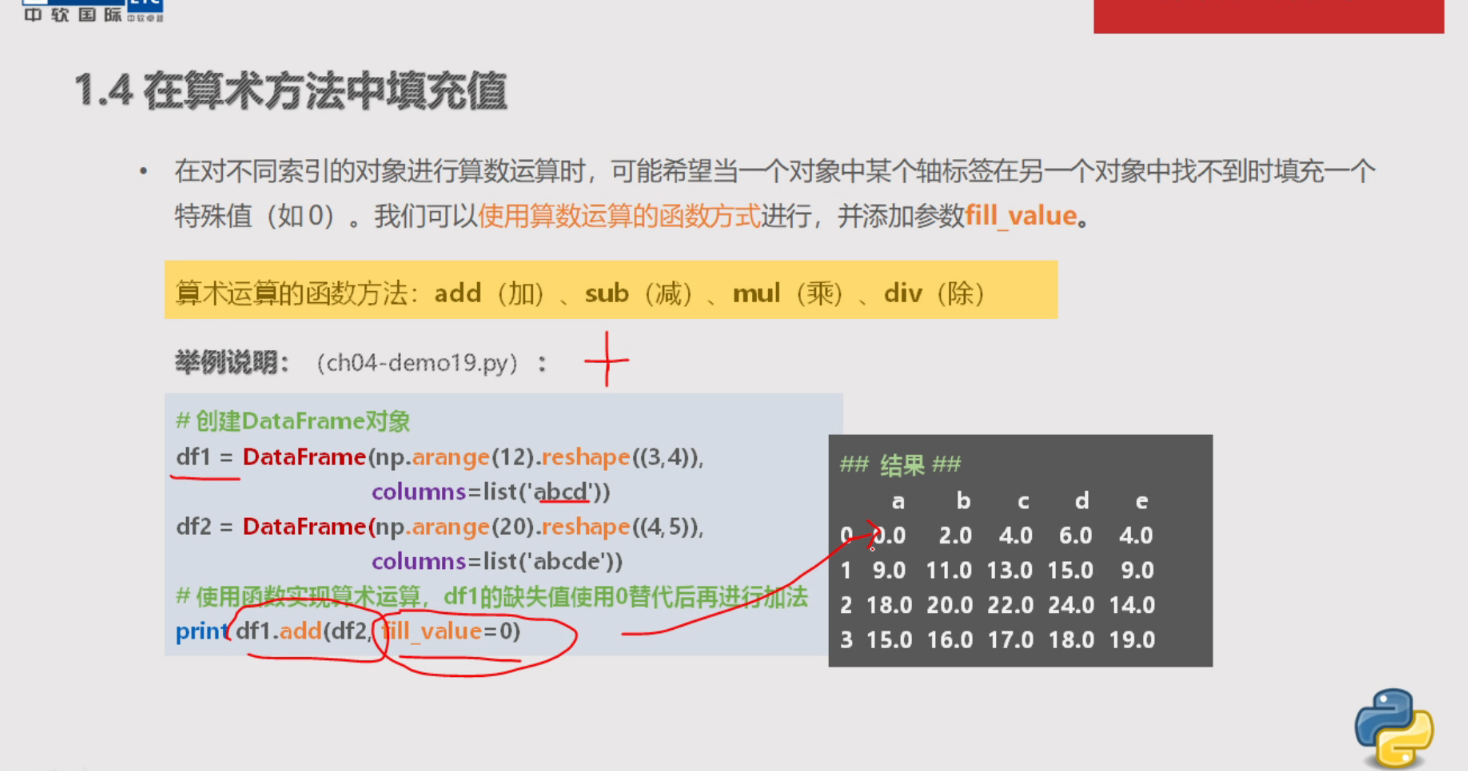 中软国际
1.4 在算术方法中填充值
• 在对不同索引的对象进行算数运算时，可能希望当一个对象中某个轴标签在另一个对象中找不到时填充一个
特殊值（如0）。我们可以使用算数运算的函数方式进行，并添加参数fill_value。
算术运算的函数方法：add（加）、sub（减）、mul（乘）、div（除）
举例说明：（ch04-demo19.py）：
# 创建DataFrame对象
df1 = DataFrame(np.arange(12).reshape((3,4)),
columns=list('abcd'))
df2 = DataFrame(np.arange(20).reshape((4,5)),
columns=list('abcde'))
# 使用函数实现算术运算，df1的缺失值使用0替代后再进行加法
print(df1.add(df2, fill_value=0)
## 结果 ##
a b c d e
0 0.0 2.0 4.0 6.0 4.0
1 9.0 11.0 13.0 15.0 9.0
2 18.0 20.0 22.0 24.0 14.0
3 15.0 16.0 17.0 18.0 19.0